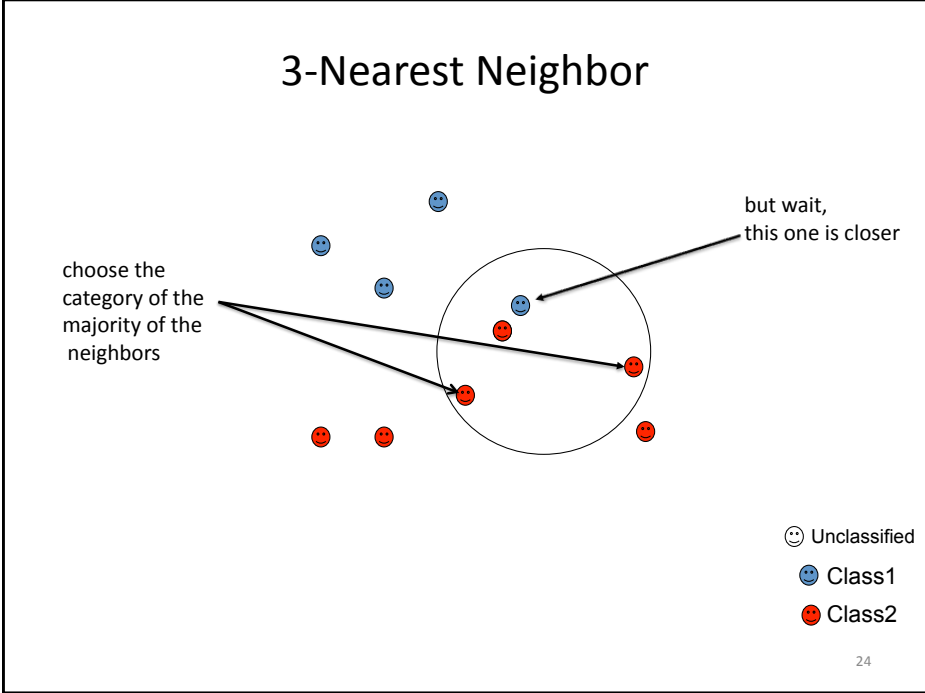 3-Nearest Neighbor
but wait,
this one is closer
choose the
category of the
majority of the
neighbors
Unclassified
Class1
Class2
24